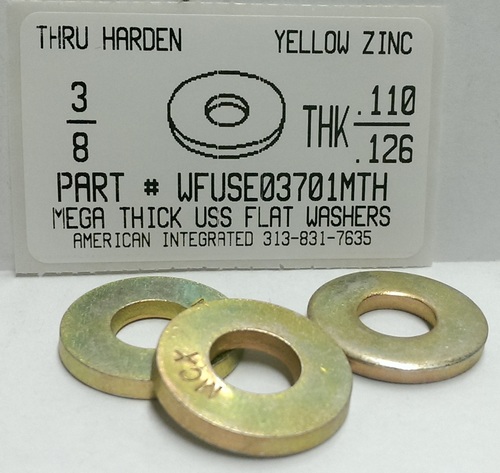 THRU HARDEN YELLOW ZINC
3
8
THK .110
.126
PART # WFUSE03701MTH
MEGA THICK USS FLAT WASHERS
AMERICAN INTEGRATED 313-831-7635
MC4